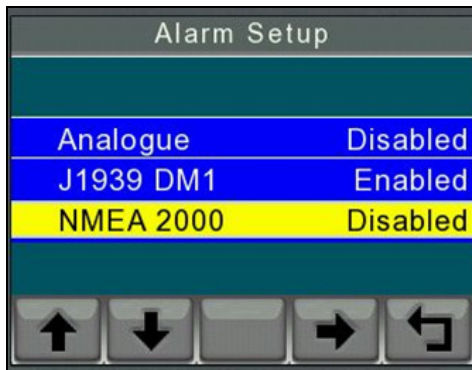 Alarm Setup
Analogue Disabled
J1939 DM1 Enabled
NMEA 2000 Disabled